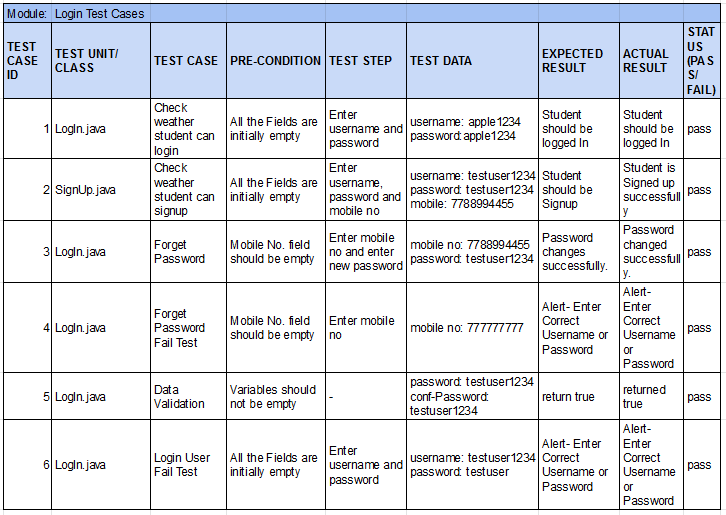 Module: Login Test Cases
TEST CASE ID
TEST UNIT/ CLASS
TEST CASE
PRE-CONDITION
TEST STEP
TEST DATA
EXPECTED RESULT
ACTUAL RESULT
STAT US (PAS S/ FAIL)
1
LogIn.java
Check weather student can login
All the Fields are initially empty
Enter username and password
username: apple1234
password:apple1234
Student should be logged In
Student should be logged In
pass
2
SignUp.java
Check weather student can signup
All the Fields are initially empty
Enter username, password and mobile no
username: testuser1234
password: testuser1234
mobile: 7788994455
Student should be Signup
Student is Signed up successfull y
pass
3
LogIn.java
Forget Password
Mobile No. field should be empty
Enter mobile no and enter new password
mobile no: 7788994455
password: testuser1234
Password changes successfully.
Password changed successfull y.
pass
4
LogIn.java
Forget Password Fail Test
Mobile No. field should be empty
Enter mobile no
mobile no: 777777777
Alert- Enter Correct Username or Password
Alert- Enter Correct Username or Password
pass
5
LogIn.java
Data Validation
Variables should not be empty
-
password: testuser1234
conf-Password: testuser1234
return true
returned true
pass
6
LogIn.java
Login User Fail Test
All the Fields are initially empty
Enter username and password
username: testuser1234
password: testuser
Alert- Enter Correct Username or Password
Alert- Enter Correct Username or Password
pass